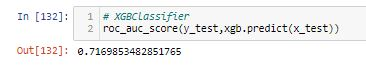 In [132]:
1 # XGBClassifier
2 roc_auc_score(y_test,xgb.predict(x_test))
Out[132]: 0.7169853482851765